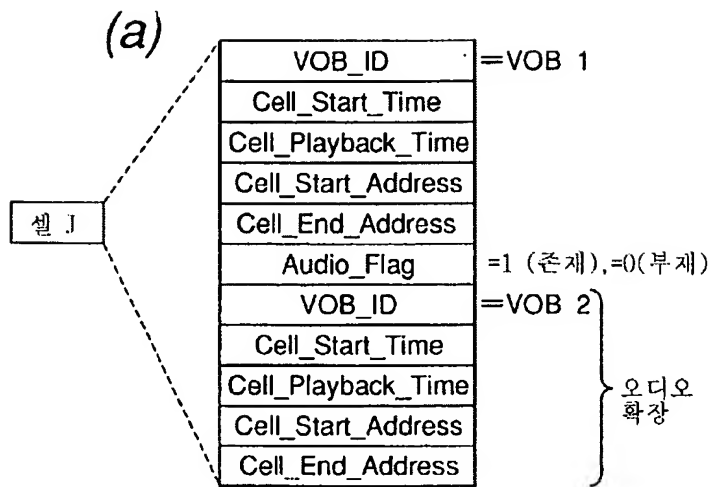 (a)
VOB_ID =VOB 1
Cell_Start_Time
Cell_Playback_Time
Cell_Start_Address
셀 J
Cell_End_Address
Audio_Flag =1 (존재),=0(부재)
VOB_ID =VOB 2
Cell_Start_Time
Cell_Playback_Time
오디오
확장
Cell_Start_Address
Cell_End_Address